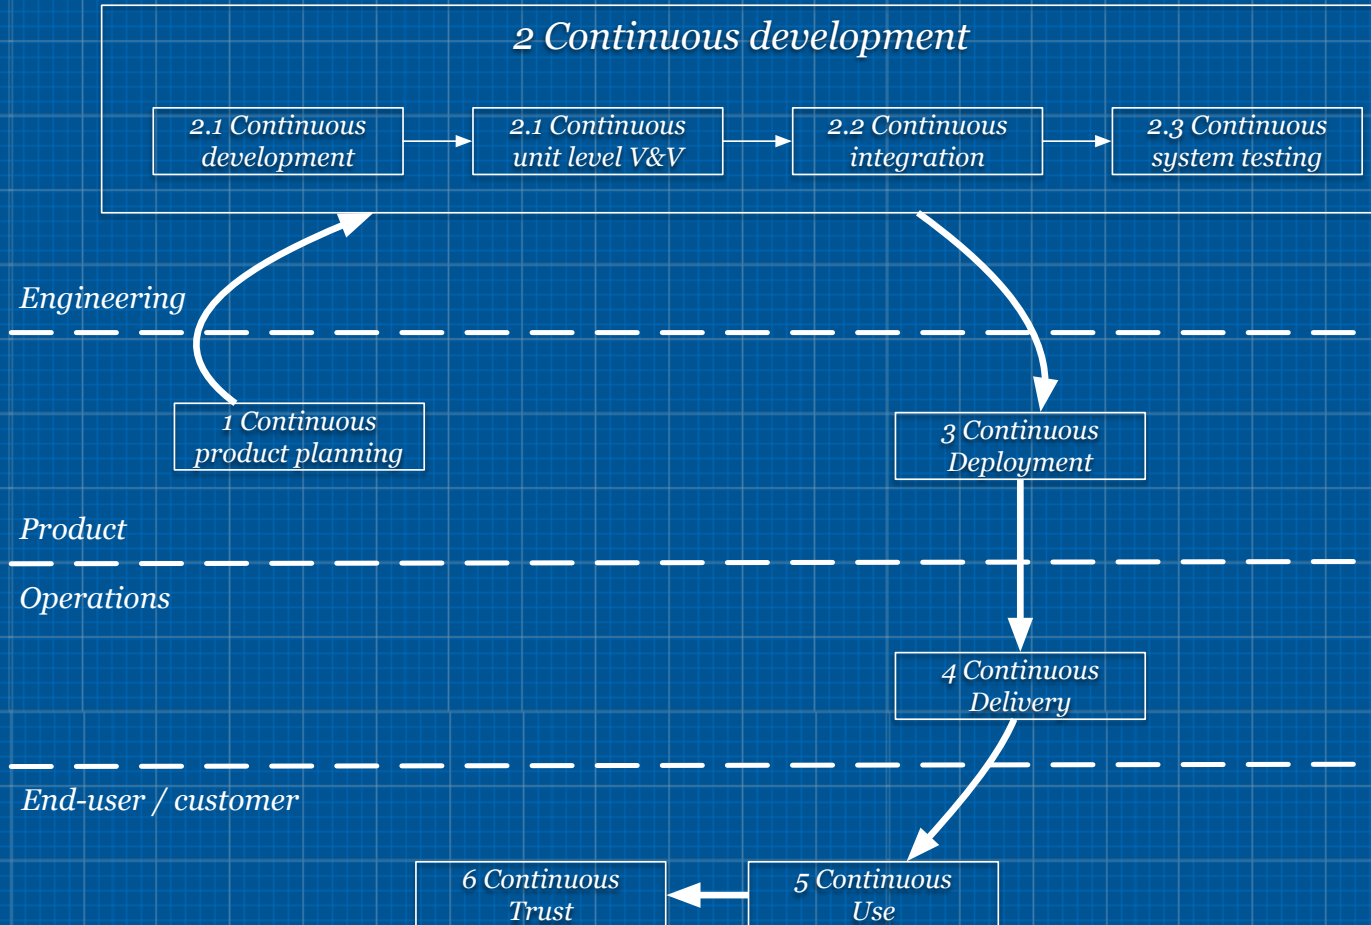 2 Continuous development
2.1 Continuous
development
2.1 Continuous
unit level V&V
2.2 Continuous
integration
2.3 Continuous
system testing
Engineering
1 Continuous
product planning
3 Continuous
Deployment
Product
Operations
4 Continuous
Delivery
End-user / customer
6 Continuous
Trust
5 Continuous
Use